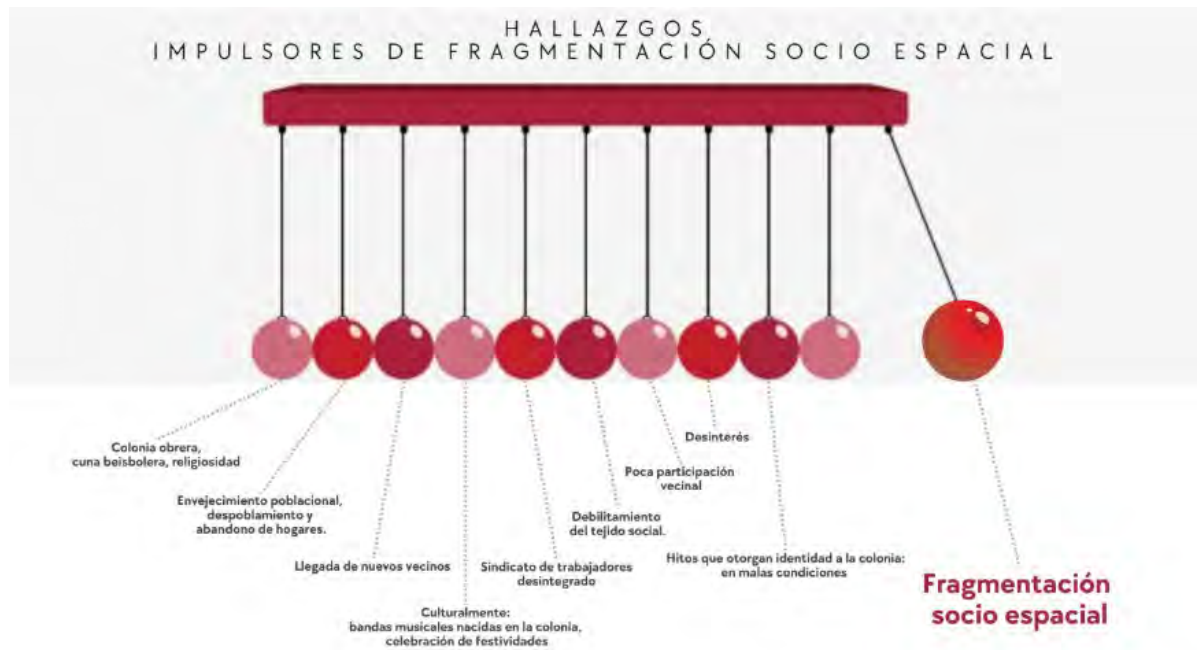 HALLAZGOS
IMPULSORES DE FRAGMENTACIÓN SOCIO ESPACIAL
Colonia obrera,
cuna beisbolera, religiosidad
Envejecimiento poblacional,
despoblamiento y
abandono de hogares.
Llegada de nuevos vecinos
Culturalmente:
bandas musicales nacidas en la colonia,
celebración de festividades
Sindicato de trabajadores
desintegrado
Debilitamiento
del tejido social.
Poca participación
vecinal
Desinterés
Hitos que otorgan identidad a la colonia:
en malas condiciones
Fragmentación
socio espacial